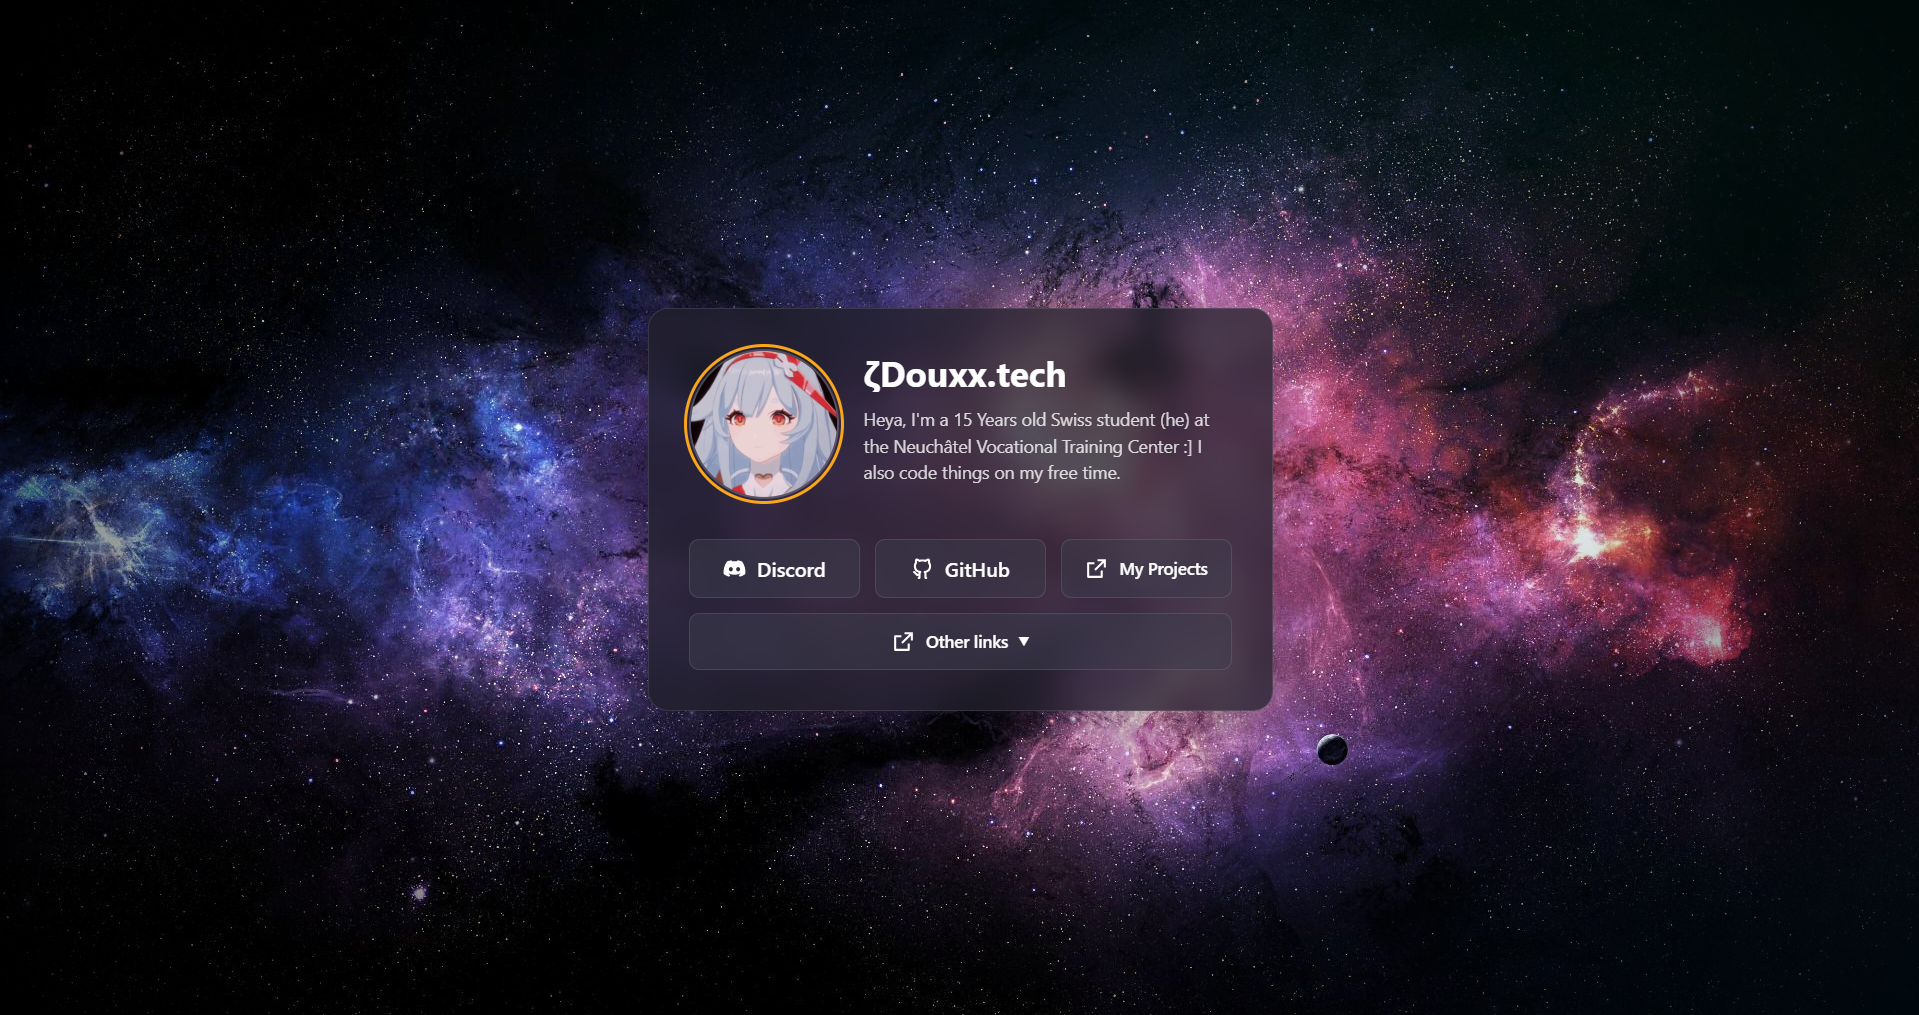 ζDouxx.tech
Heya, I'm a 15 Years old Swiss student (he) at
the Neuchâtel Vocational Training Center :] I
also code things on my free time.
Discord
GitHub
My Projects
Other links ▼